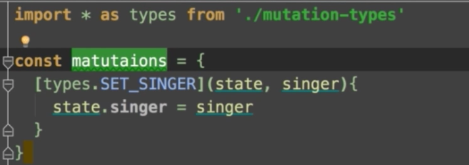 import * as types from './mutation-types'
const matutaions = {
[types.SET_SINGER](state, singer){
state.singer = singer
}
}